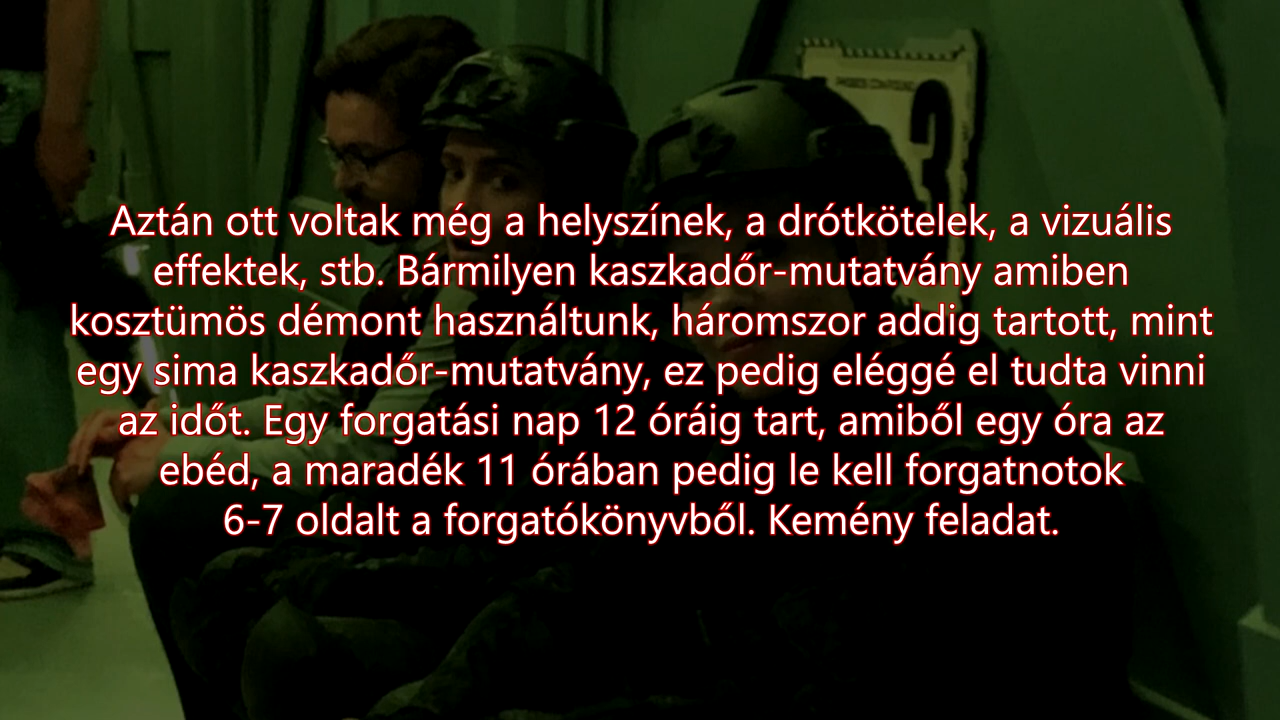 Aztán ott voltak még a helyszínek, a drótkötelek, a vizuális
effektek, stb. Bármilyen kaszkadőr-mutatvány amiben
kosztümös démont használtunk, háromszor addig tartott, mint
egy sima kaszkadőr-mutatvány, ez pedig eléggé el tudta vinni
az időt. Egy forgatási nap 12 óráig tart, amiből egy óra az
ebéd, a maradék 11 órában pedig le kell forgatnotok
6-7 oldalt a forgatókönyvből. Kemény feladat.